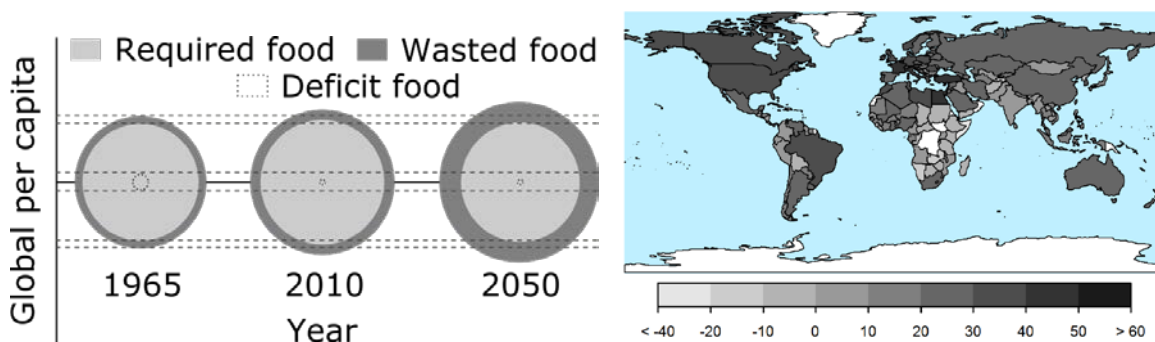 Required food
Wasted food
Deficit food
Global per capita
1965
2010
2050
Year
< -40
-20
-10
0
10
20
30
40
50
> 60